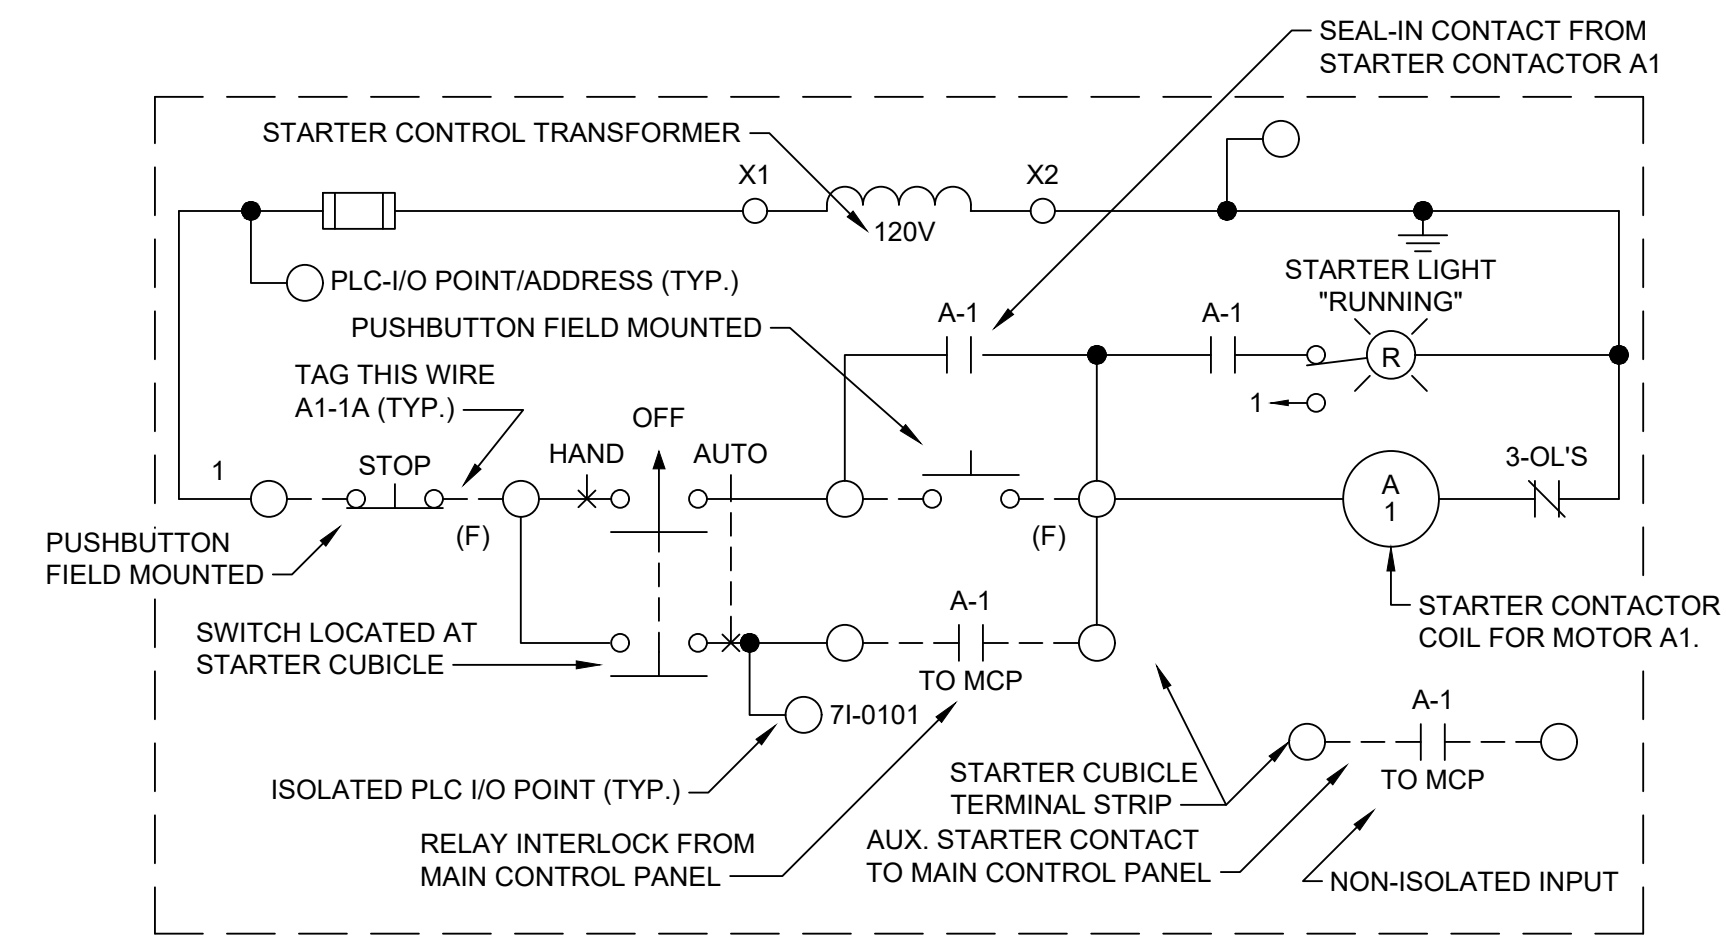 SEAL-IN CONTACT FROM
STARTER CONTACTOR A1
STARTER CONTROL TRANSFORMER
X1
X2
120V
PLC-I/O POINT/ADDRESS (TYP.)
STARTER LIGHT
"RUNNING"
A-1
A-1
PUSHBUTTON FIELD MOUNTED
R
TAG THIS WIRE
A1-1A (TYP.)
1
OFF
HAND
AUTO
1
STOP
3-OL'S
A
1
(F)
(F)
PUSHBUTTON
FIELD MOUNTED
A-1
STARTER CONTACTOR
COIL FOR MOTOR A1.
SWITCH LOCATED AT
STARTER CUBICLE
TO MCP
7I-0101
A-1
TO MCP
ISOLATED PLC I/O POINT (TYP.)
STARTER CUBICLE
TERMINAL STRIP
RELAY INTERLOCK FROM
MAIN CONTROL PANEL
AUX. STARTER CONTACT
TO MAIN CONTROL PANEL
NON-ISOLATED INPUT